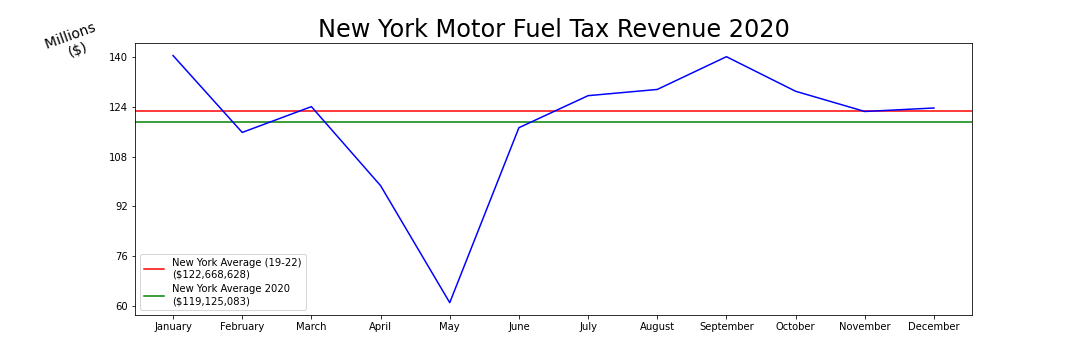 New York Motor Fuel Tax Revenue 2020
Millions
($)
140
124
108
92
76
60
New York Average (19-22)
($122,668,628)
New York Average 2020
($119,125,083)
January February March April May June July August September October November December